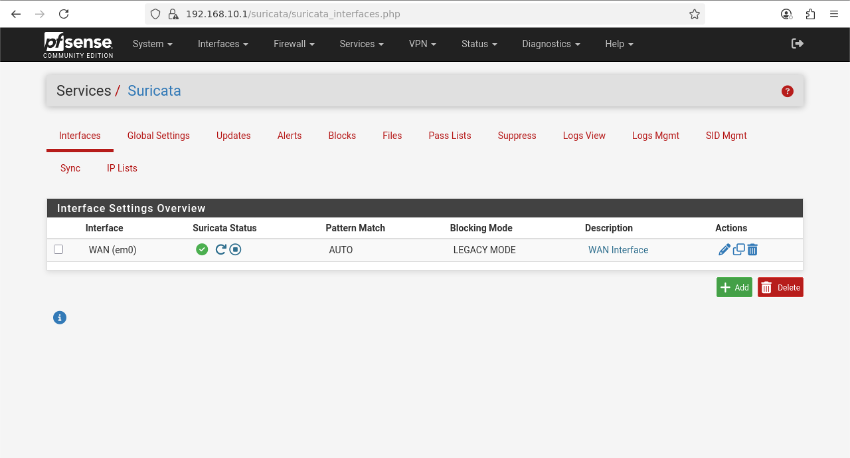 192.168.10.1/suricata/suricata_interfaces.php
pfsense
COMMUNITY EDITION
System Interfaces Firewall Services VPN Status Diagnostics Help
Services / Suricata
Interfaces Global Settings Updates Alerts Blocks Files Pass Lists Suppress Logs View Logs Mgmt SID Mgmt
Sync IP Lists
Interface Settings Overview
Interface Suricata Status Pattern Match Blocking Mode Description Actions
WAN (em0) AUTO LEGACY MODE WAN Interface
Add Delete